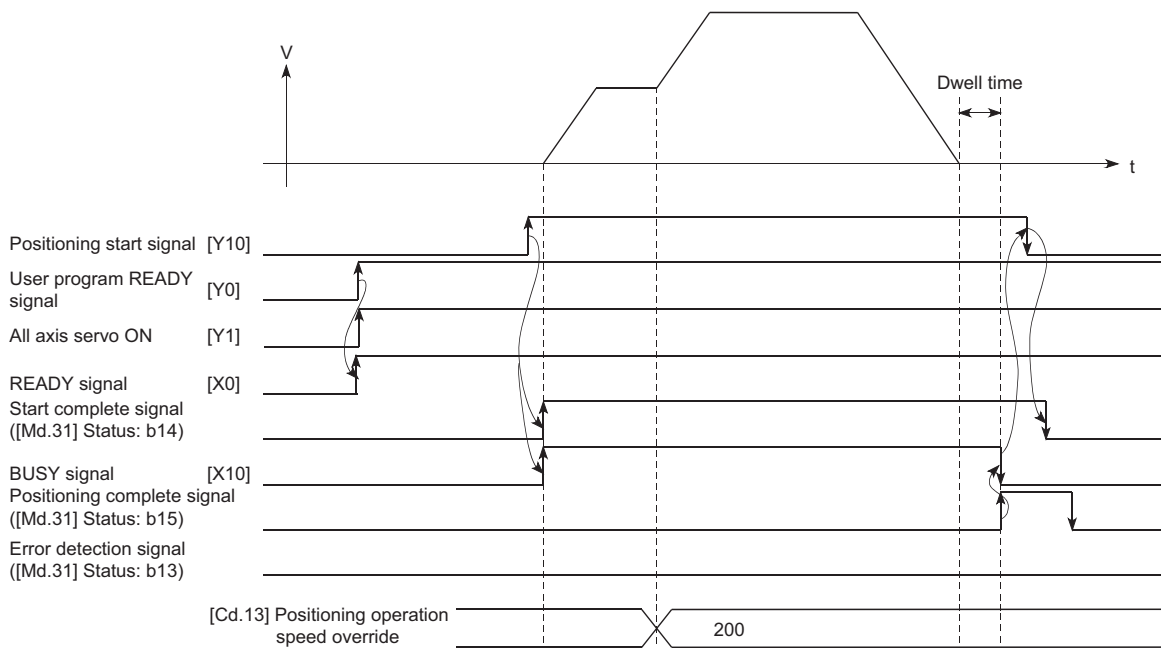 V
Dwell time
t
Positioning start signal [Y10]
User program READY
signal
[Y0]
All axis servo ON [Y1]
READY signal [X0]
Start complete signal
([Md.31] Status: b14)
BUSY signal [X10]
Positioning complete signal
([Md.31] Status: b15)
Error detection signal
([Md.31] Status: b13)
[Cd.13] Positioning operation
speed override
200